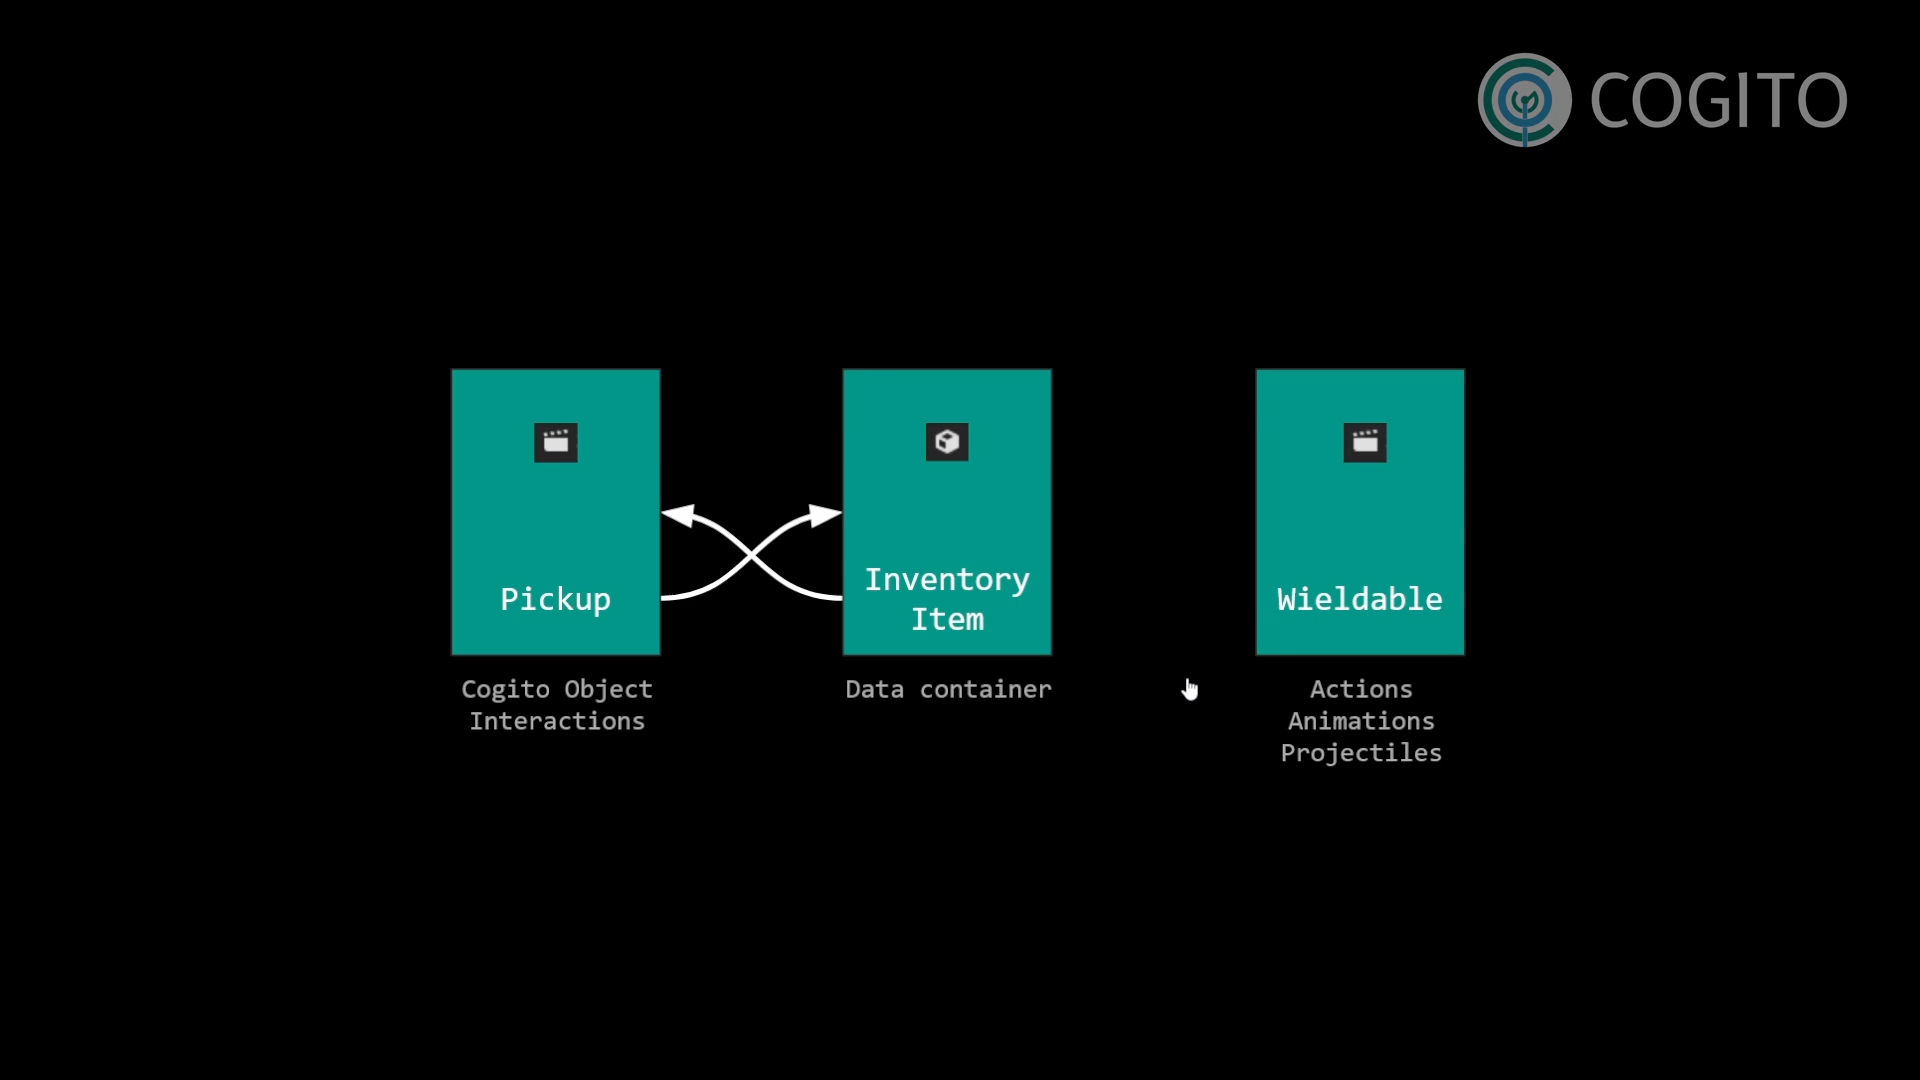 COGITO
Pickup
Cogito Object
Interactions
Inventory
Item
Data container
Wieldable
Actions
Animations
Projectiles